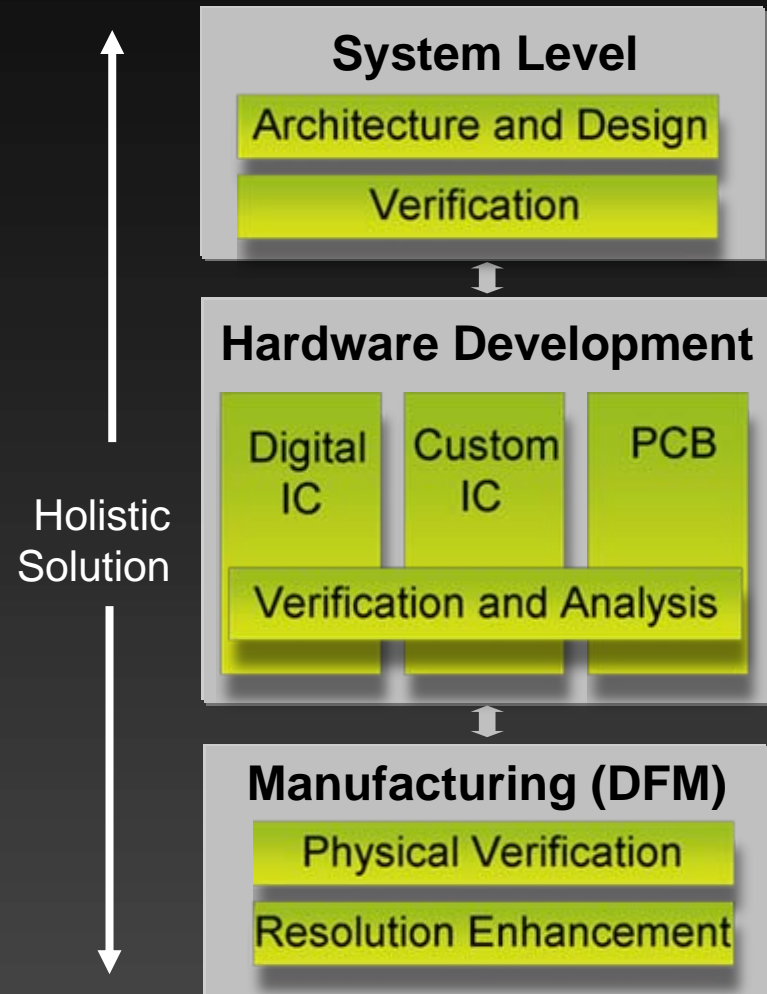 System Level
Architecture and Design
Verification
Hardware Development
Digital
IC
Custom
IC
PCB
Verification and Analysis
Holistic
Solution
Manufacturing (DFM)
Physical Verification
Resolution Enhancement